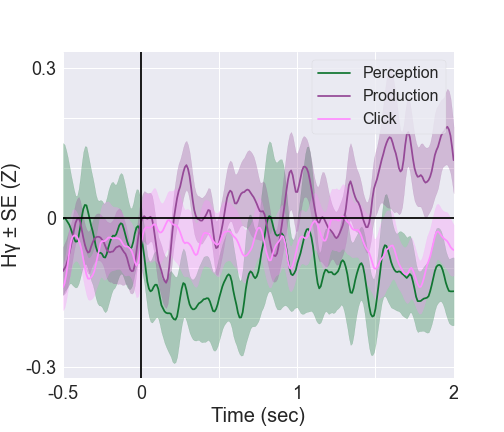 Perception
Production
Click
0.3
0
-0.3
Hγ ± SE (Z)
-0.5
0
1
2
Time (sec)